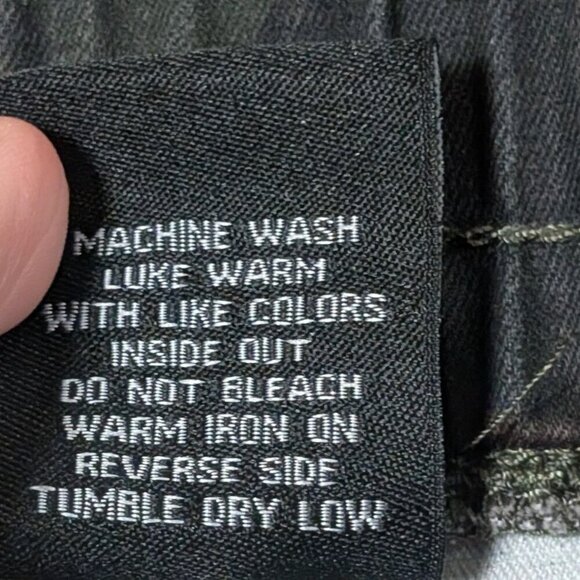 MACHINE WASH
LUKE WARM
WITH LIKE COLORS
INSIDE OUT
DO NOT BLEACH
WARM IRON ON
REVERSE SIDE
TUMBLE DRY LOW